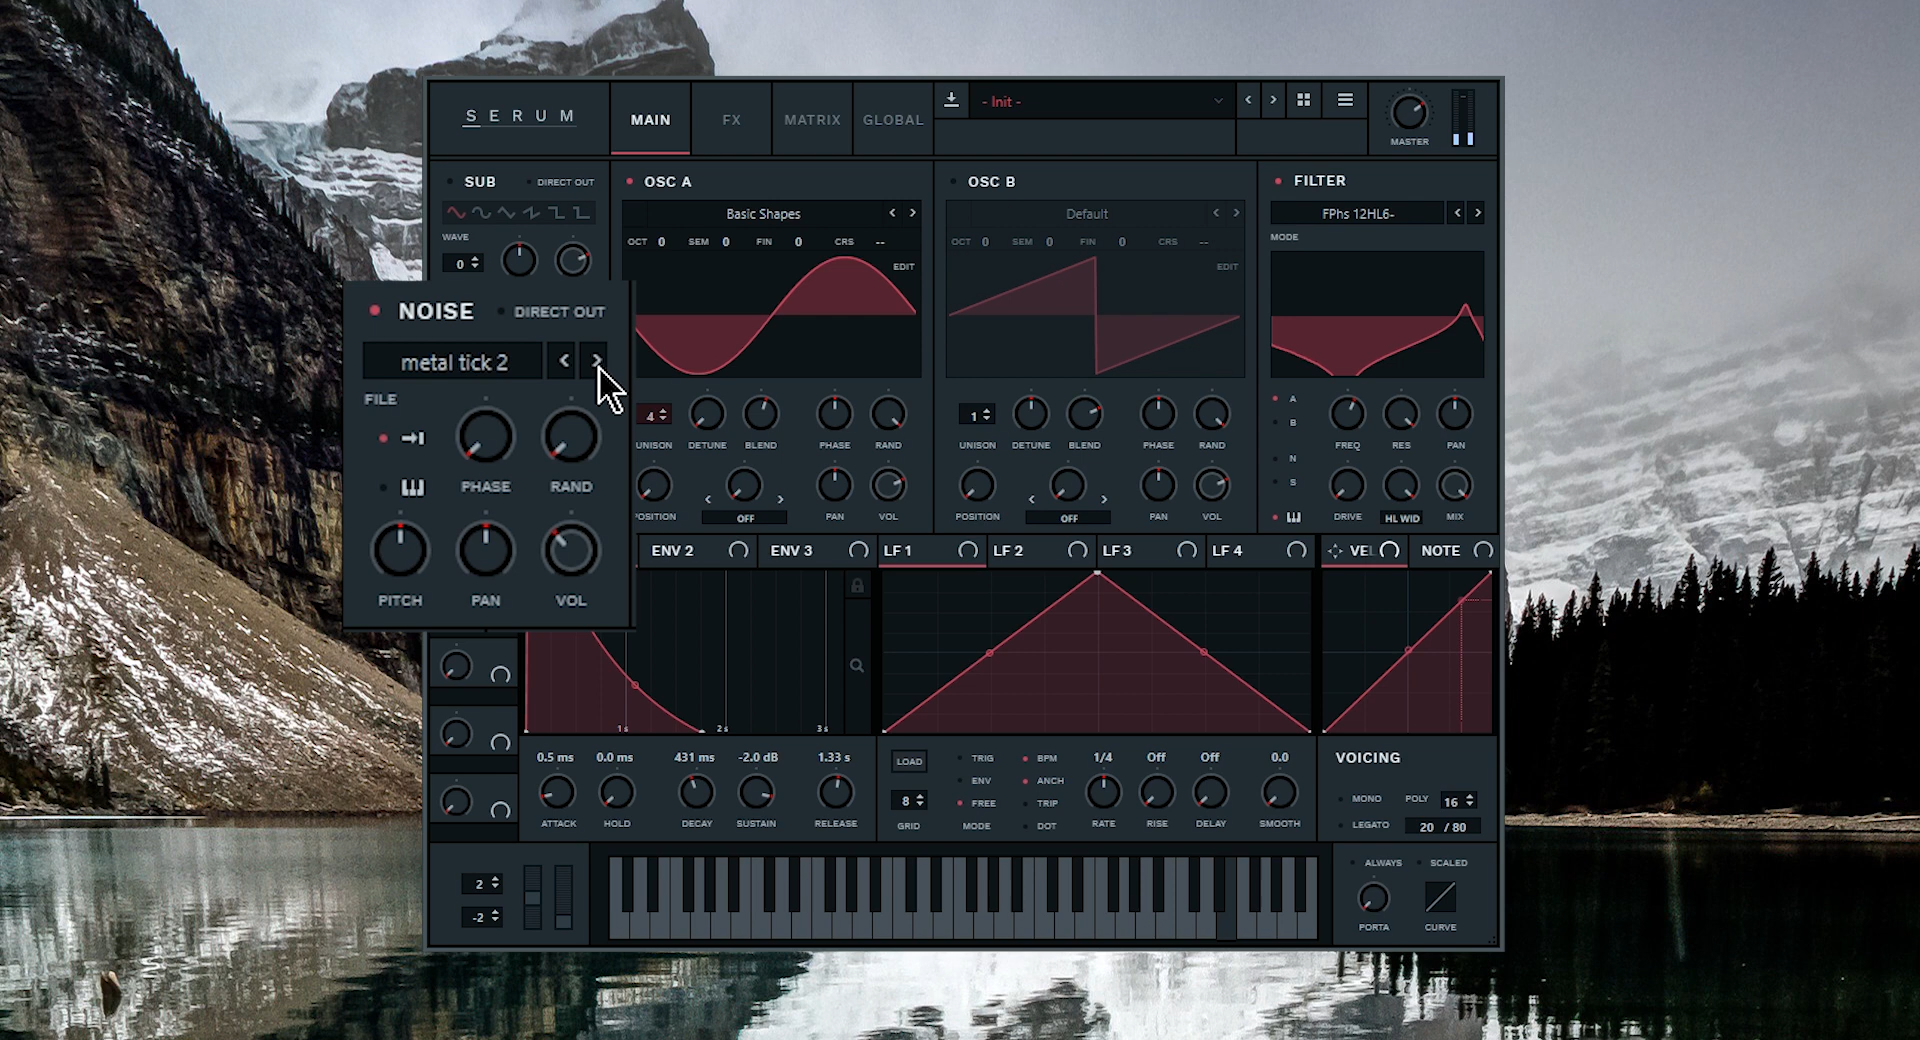 SERUM
MAIN
FX
MATRIX
GLOBAL
- Init -
MASTER
SUB
DIRECT OUT
WAVE
0
OSC A
Basic Shapes
OCT 0 SEM 0 FIN 0 CRS --
EDIT
4
UNISON DETUNE BLEND PHASE RAND
OFF
POSITION PAN VOL
OSC B
Default
OCT 0 SEM 0 FIN 0 CRS --
EDIT
1
UNISON DETUNE BLEND PHASE RAND
OFF
POSITION PAN VOL
FILTER
FPhs 12HL6-
MODE
A
B
N
S
FREQ RES PAN
DRIVE HL WID MIX
NOISE
DIRECT OUT
metal tick 2
FILE
PHASE RAND
PITCH PAN VOL
ENV 2 ENV 3 LF 1 LF 2 LF 3 LF 4 VEL NOTE
1s 2s 3s
0.5 ms 0.0 ms 431 ms -2.0 dB 1.33 s
ATTACK HOLD DECAY SUSTAIN RELEASE
LOAD
8
GRID
TRIG BPM
ENV ANCH
FREE TRIP
MODE DOT
1/4 Off Off 0.0
RATE RISE DELAY SMOOTH
VOICING
MONO POLY 16
LEGATO 20 / 80
2
-2
ALWAYS SCALED
PORTA CURVE